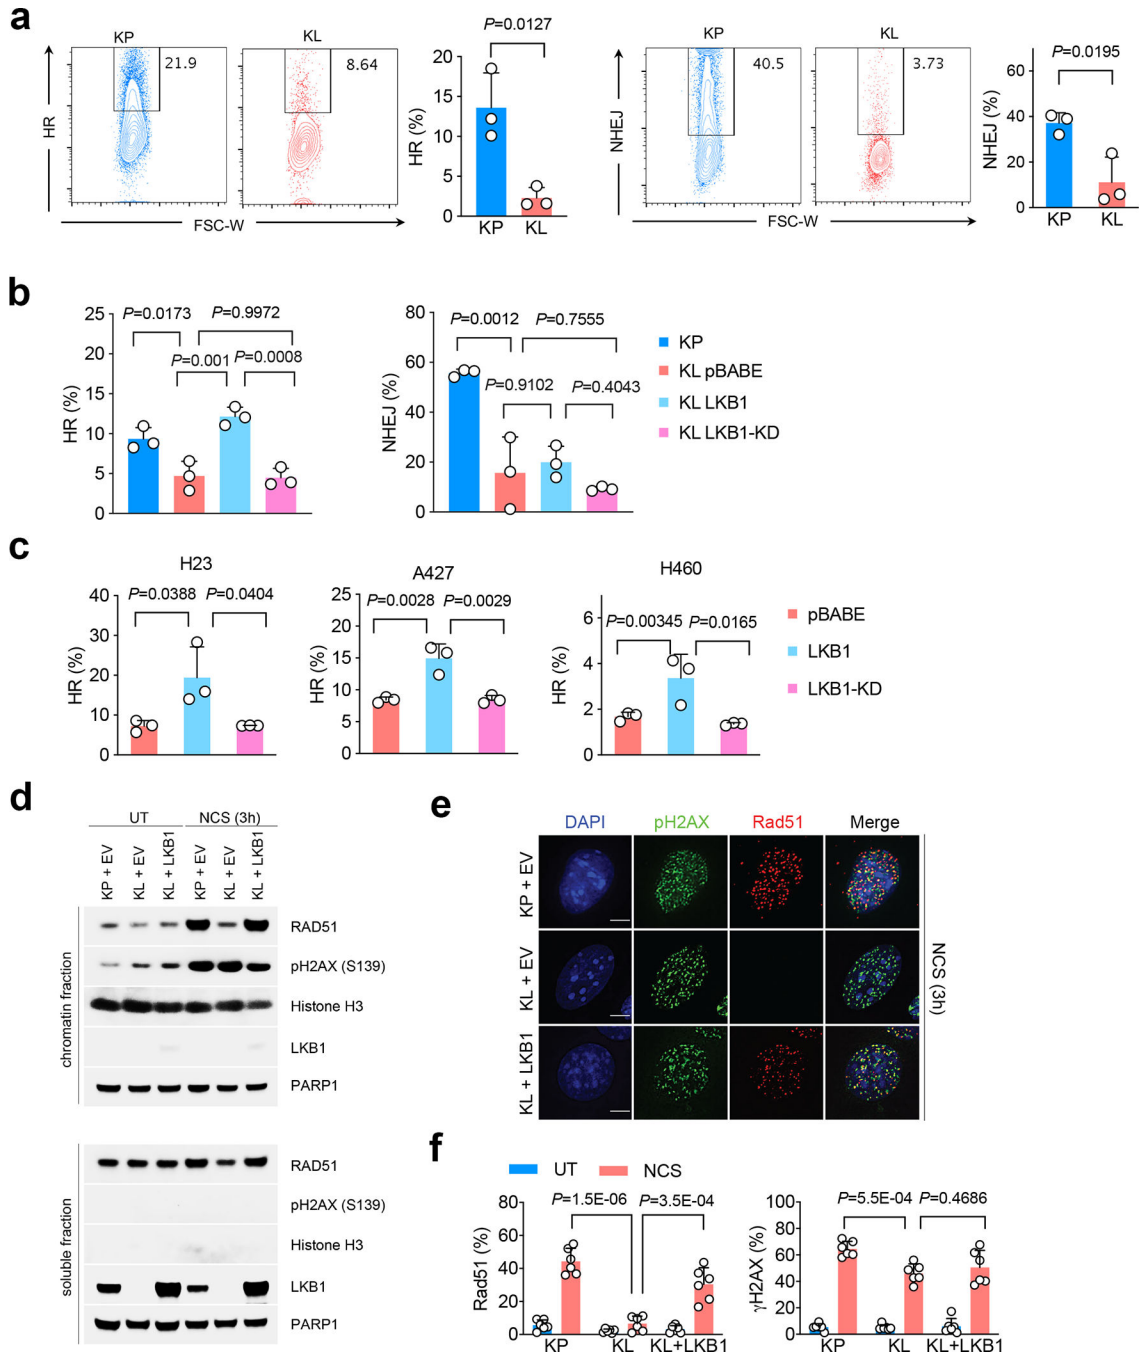 a
KP
KL
21.9
8.64
HR
FSC-W
P=0.0127
HR (%)
20
15
10
5
0
KP KL
KP
KL
40.5
3.73
NHEJ
FSC-W
P=0.0195
NHEJ (%)
60
40
20
0
KP KL
b
P=0.0173 P=0.9972
P=0.001 P=0.0008
HR (%)
25
20
15
10
5
0
P=0.0012 P=0.7555
P=0.9102 P=0.4043
NHEJ (%)
80
60
40
20
0
KP
KL pBABE
KL LKB1
KL LKB1-KD
c
H23
P=0.0388 P=0.0404
HR (%)
40
30
20
10
0
A427
P=0.0028 P=0.0029
HR (%)
25
20
15
10
5
0
H460
P=0.00345 P=0.0165
HR (%)
6
4
2
0
pBABE
LKB1
LKB1-KD
d
UT NCS (3h)
KP + EV
KL + EV
KL + LKB1
KP + EV
KL + EV
KL + LKB1
chromatin fraction
RAD51
pH2AX (S139)
Histone H3
LKB1
PARP1
soluble fraction
RAD51
pH2AX (S139)
Histone H3
LKB1
PARP1
e
DAPI pH2AX Rad51 Merge
KP + EV
KL + EV
KL + LKB1
NCS (3h)
f
UT NCS
P=1.5E-06 P=3.5E-04
Rad51 (%)
80
60
40
20
0
KP KL KL+LKB1
P=5.5E-04 P=0.4686
γH2AX (%)
100
80
60
40
20
0
KP KL KL+LKB1